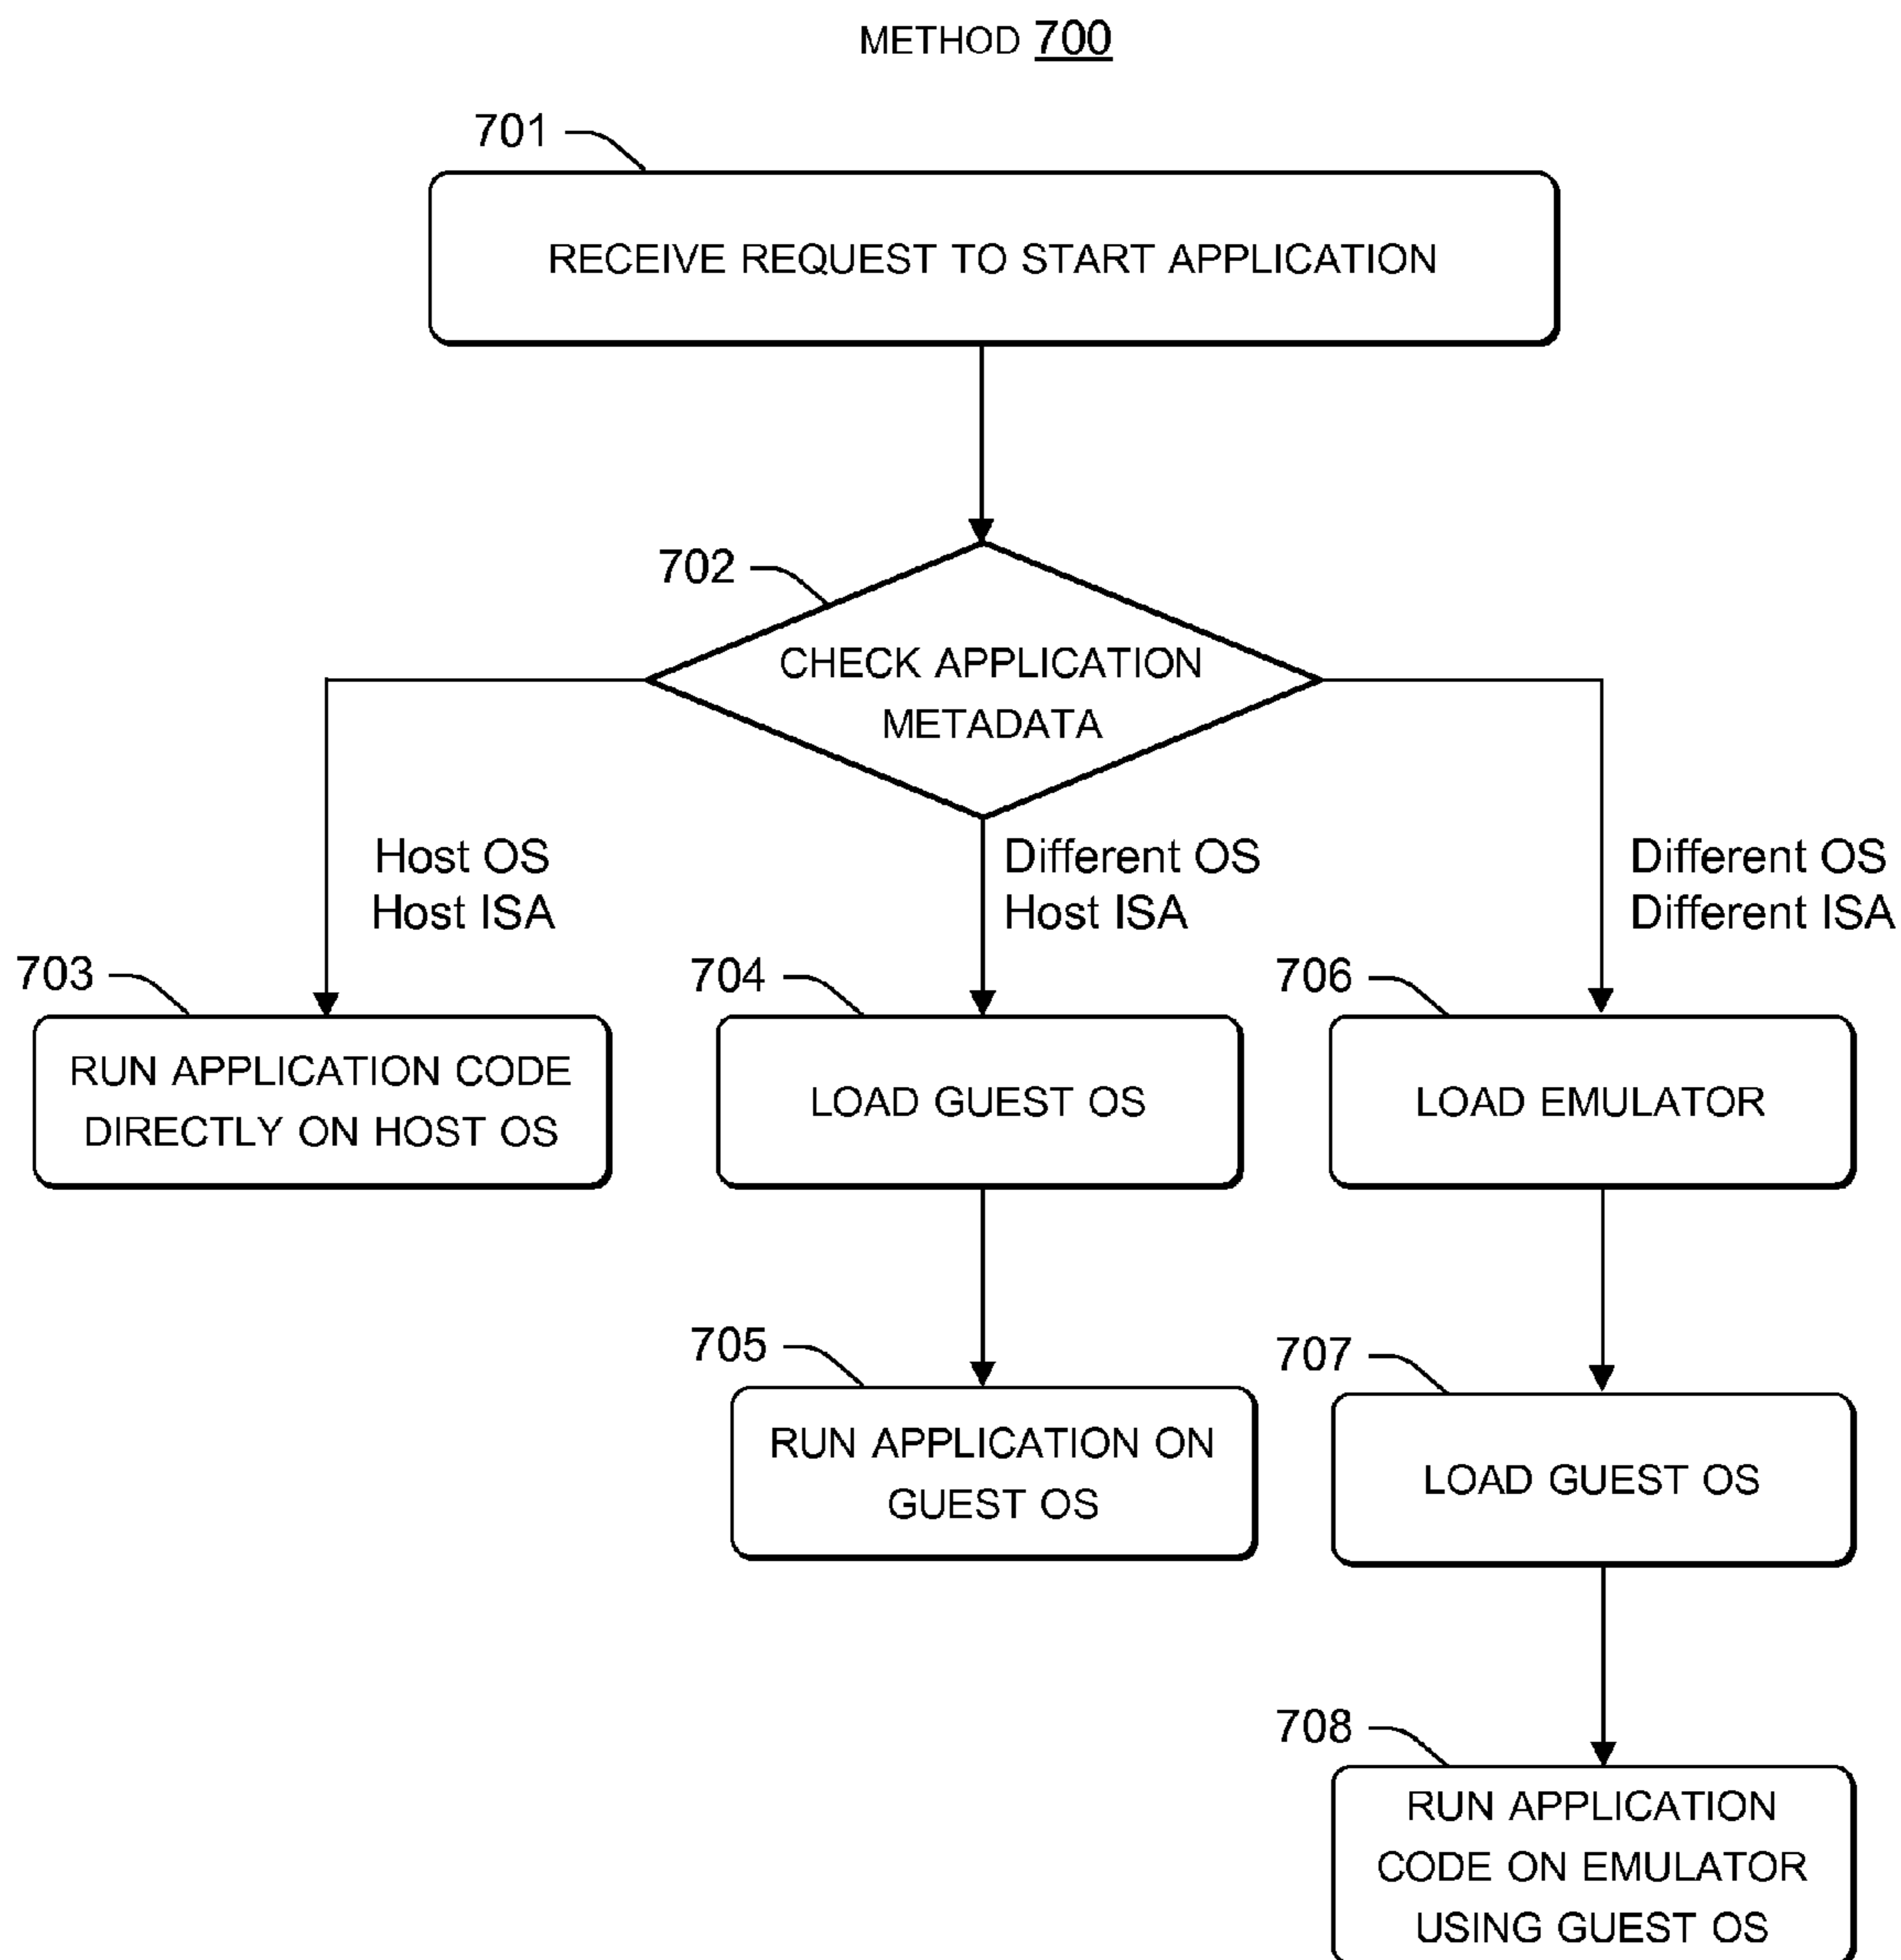 METHOD 700
701
RECEIVE REQUEST TO START APPLICATION
702
CHECK APPLICATION
METADATA
Host OS
Host ISA
Different OS
Host ISA
Different OS
Different ISA
703
RUN APPLICATION CODE
DIRECTLY ON HOST OS
704
LOAD GUEST OS
706
LOAD EMULATOR
705
RUN APPLICATION ON
GUEST OS
707
LOAD GUEST OS
708
RUN APPLICATION
CODE ON EMULATOR
USING GUEST OS